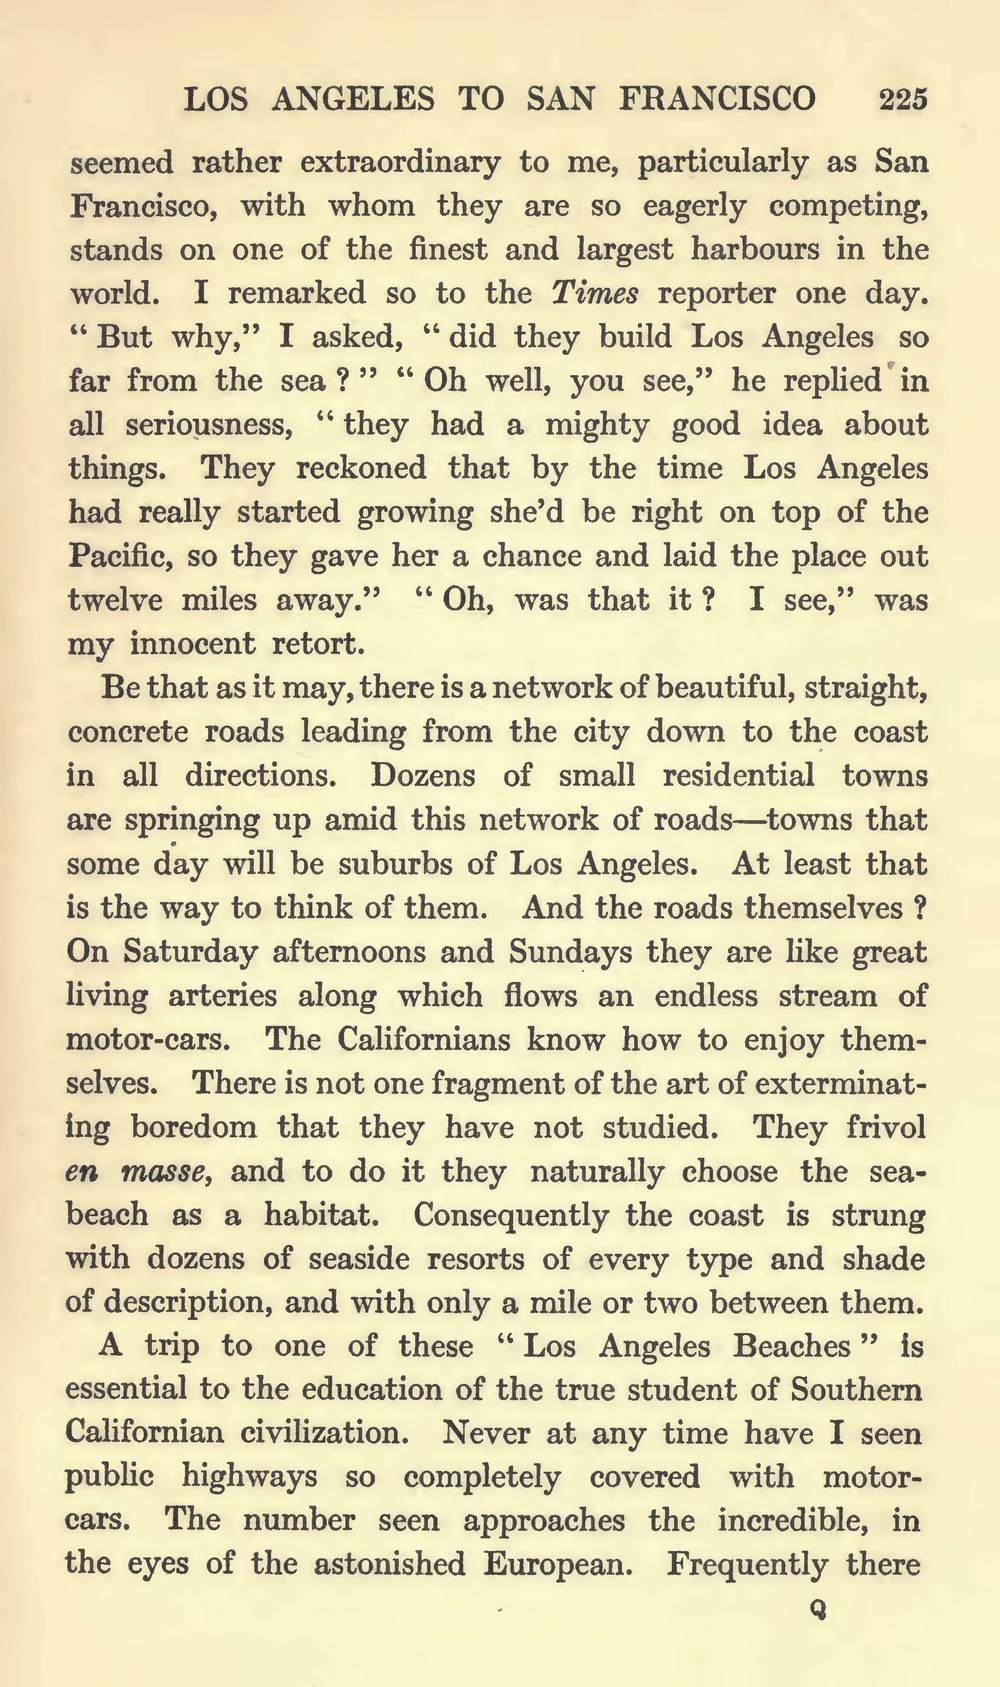 LOS ANGELES TO SAN FRANCISCO 225
seemed rather extraordinary to me, particularly as San
Francisco, with whom they are so eagerly competing,
stands on one of the finest and largest harbours in the
world. I remarked so to the Times reporter one day.
“ But why,” I asked, “ did they build Los Angeles so
far from the sea ? ” “ Oh well, you see,” he replied in
all seriousness, “ they had a mighty good idea about
things. They reckoned that by the time Los Angeles
had really started growing she’d be right on top of the
Pacific, so they gave her a chance and laid the place out
twelve miles away.” “ Oh, was that it ? I see,” was
my innocent retort.
Be that as it may, there is a network of beautiful, straight,
concrete roads leading from the city down to the coast
in all directions. Dozens of small residential towns
are springing up amid this network of roads—towns that
some day will be suburbs of Los Angeles. At least that
is the way to think of them. And the roads themselves ?
On Saturday afternoons and Sundays they are like great
living arteries along which flows an endless stream of
motor-cars. The Californians know how to enjoy them-
selves. There is not one fragment of the art of exterminat-
ing boredom that they have not studied. They frivol
en masse, and to do it they naturally choose the sea-
beach as a habitat. Consequently the coast is strung
with dozens of seaside resorts of every type and shade
of description, and with only a mile or two between them.
A trip to one of these “ Los Angeles Beaches ” is
essential to the education of the true student of Southern
Californian civilization. Never at any time have I seen
public highways so completely covered with motor-
cars. The number seen approaches the incredible, in
the eyes of the astonished European. Frequently there
Q